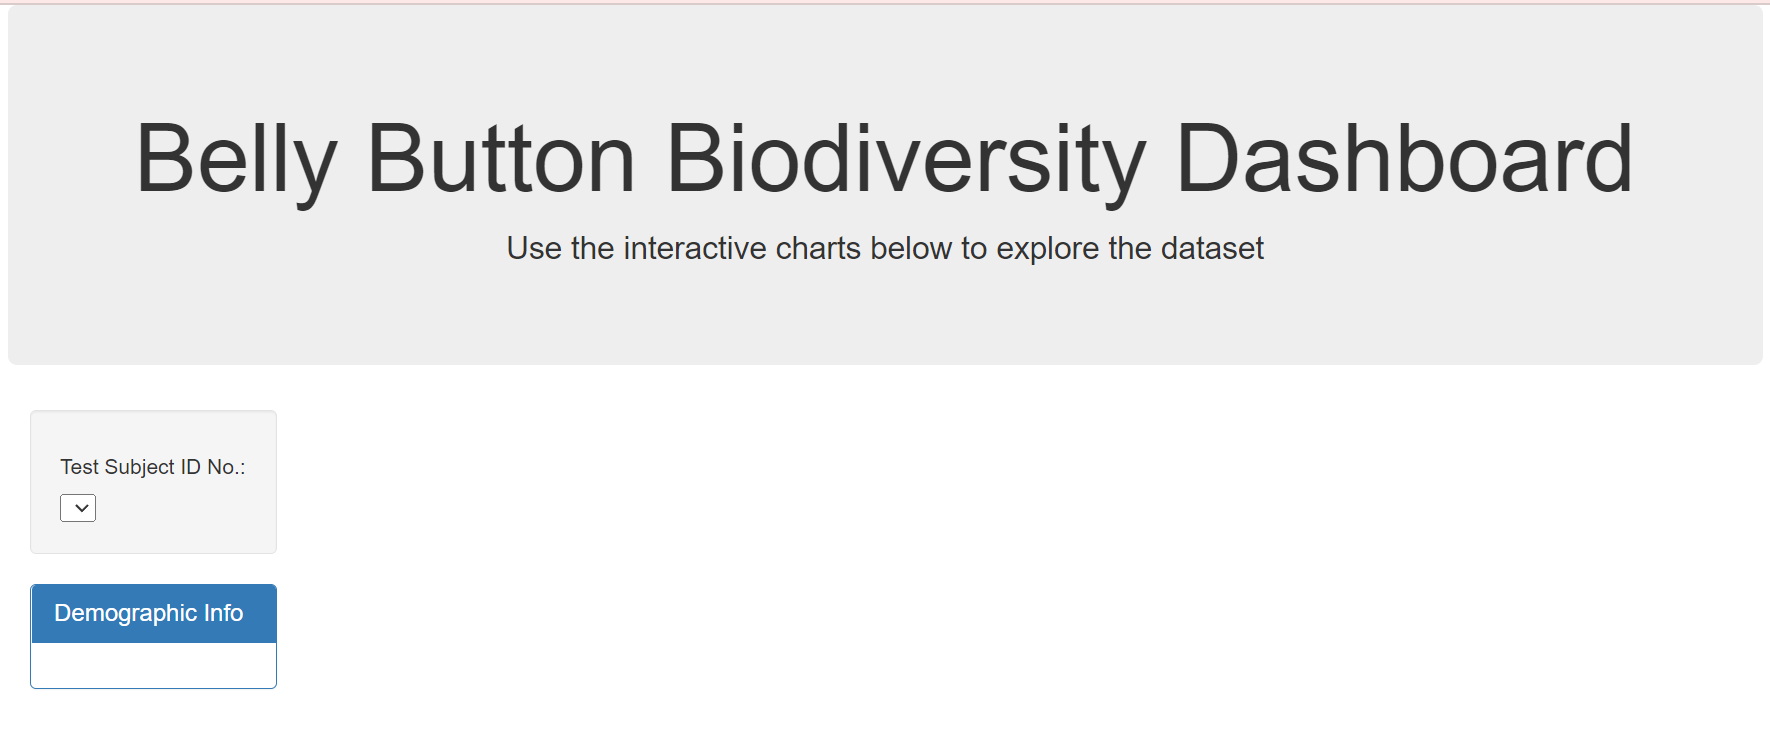 Belly Button Biodiversity Dashboard
Use the interactive charts below to explore the dataset
Test Subject ID No.:
Demographic Info